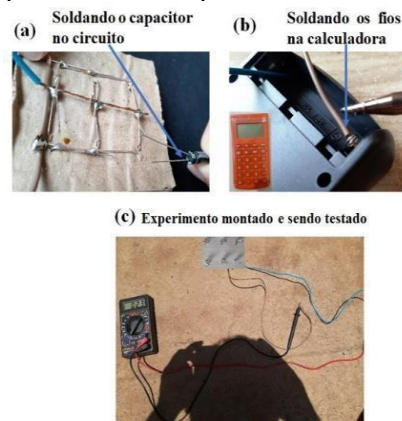 (a) Soldando o capacitor
no circuito
(b) Soldando os fios
na calculadora
(c) Experimento montado e sendo testado